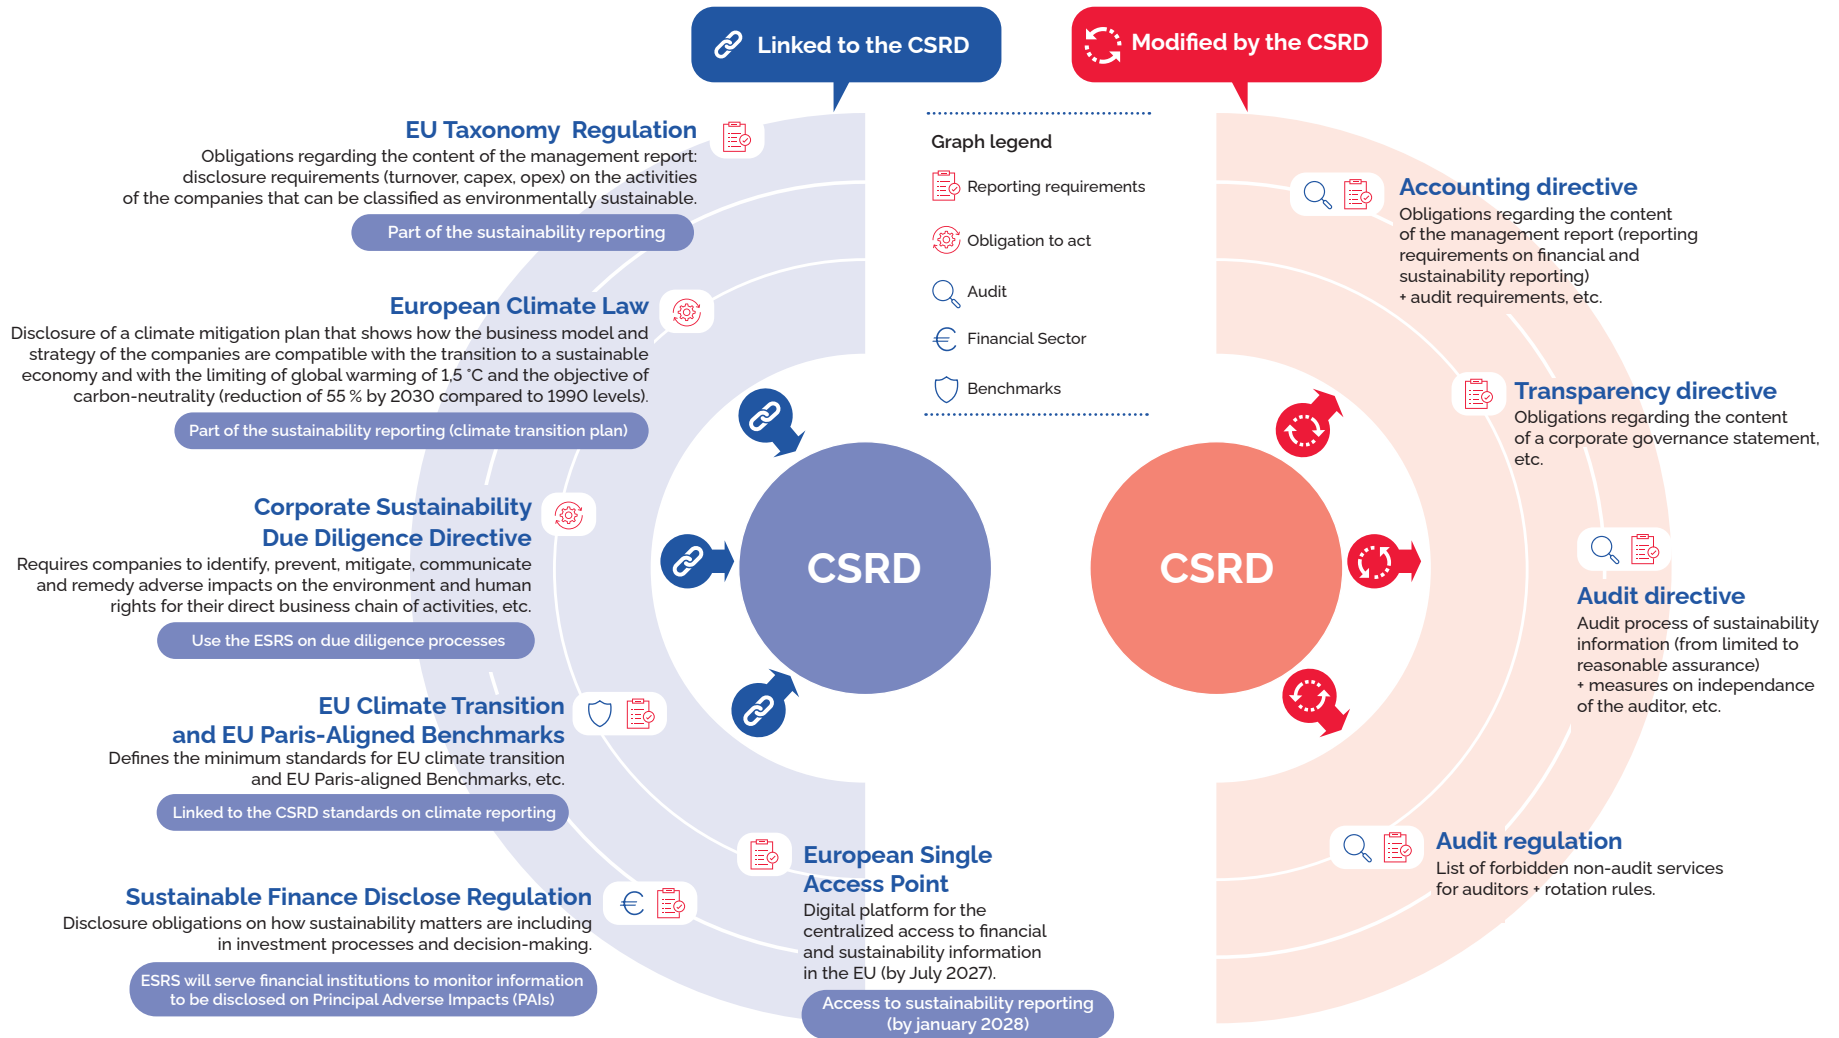 Linked to the CSRD
Modified by the CSRD
EU Taxonomy Regulation
Obligations regarding the content of the management report:
disclosure requirements (turnover, capex, opex) on the activities
of the companies that can be classified as environmentally sustainable.
Part of the sustainability reporting
European Climate Law
Disclosure of a climate mitigation plan that shows how the business model and
strategy of the companies are compatible with the transition to a sustainable
economy and with the limiting of global warming of 1,5 °C and the objective of
carbon-neutrality (reduction of 55 % by 2030 compared to 1990 levels).
Part of the sustainability reporting (climate transition plan)
Corporate Sustainability
Due Diligence Directive
Requires companies to identify, prevent, mitigate, communicate
and remedy adverse impacts on the environment and human
rights for their direct business chain of activities, etc.
Use the ESRS on due diligence processes
EU Climate Transition
and EU Paris-Aligned Benchmarks
Defines the minimum standards for EU climate transition
and EU Paris-aligned Benchmarks, etc.
Linked to the CSRD standards on climate reporting
Sustainable Finance Disclose Regulation
Disclosure obligations on how sustainability matters are including
in investment processes and decision-making.
ESRS will serve financial institutions to monitor information
to be disclosed on Principal Adverse Impacts (PAIs)
European Single
Access Point
Digital platform for the
centralized access to financial
and sustainability information
in the EU (by July 2027).
Access to sustainability reporting
(by january 2028)
CSRD
Graph legend
Reporting requirements
Obligation to act
Audit
Financial Sector
Benchmarks
CSRD
Accounting directive
Obligations regarding the content
of the management report (reporting
requirements on financial and
sustainability reporting)
+ audit requirements, etc.
Transparency directive
Obligations regarding the content
of a corporate governance statement,
etc.
Audit directive
Audit process of sustainability
information (from limited to
reasonable assurance)
+ measures on independance
of the auditor, etc.
Audit regulation
List of forbidden non-audit services
for auditors + rotation rules.